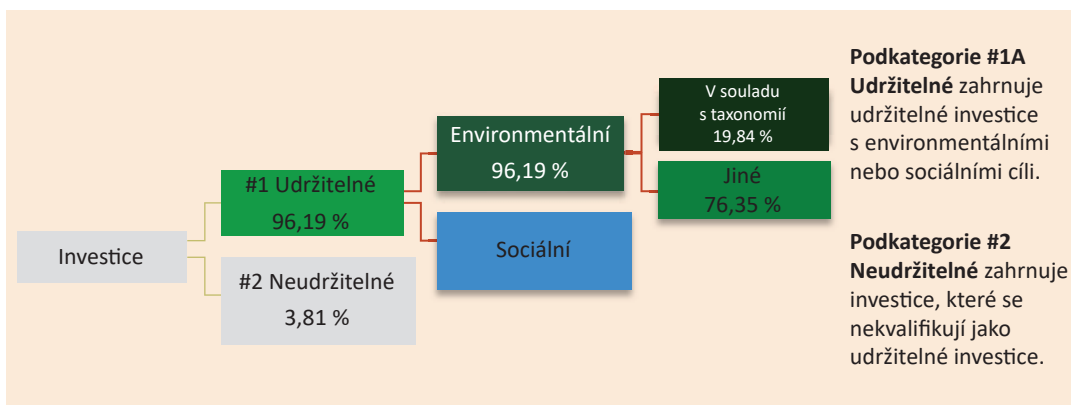 Investice
#1 Udržitelné
96,19 %
#2 Neudržitelné
3,81 %
Environmentální
96,19 %
Sociální
V souladu
s taxonomií
19,84 %
Jiné
76,35 %
Podkategorie #1A
Udržitelné zahrnuje
udržitelné investice
s environmentálními
nebo sociálními cíli.
Podkategorie #2
Neudržitelné zahrnuje
investice, které se
nekvalifikují jako
udržitelné investice.